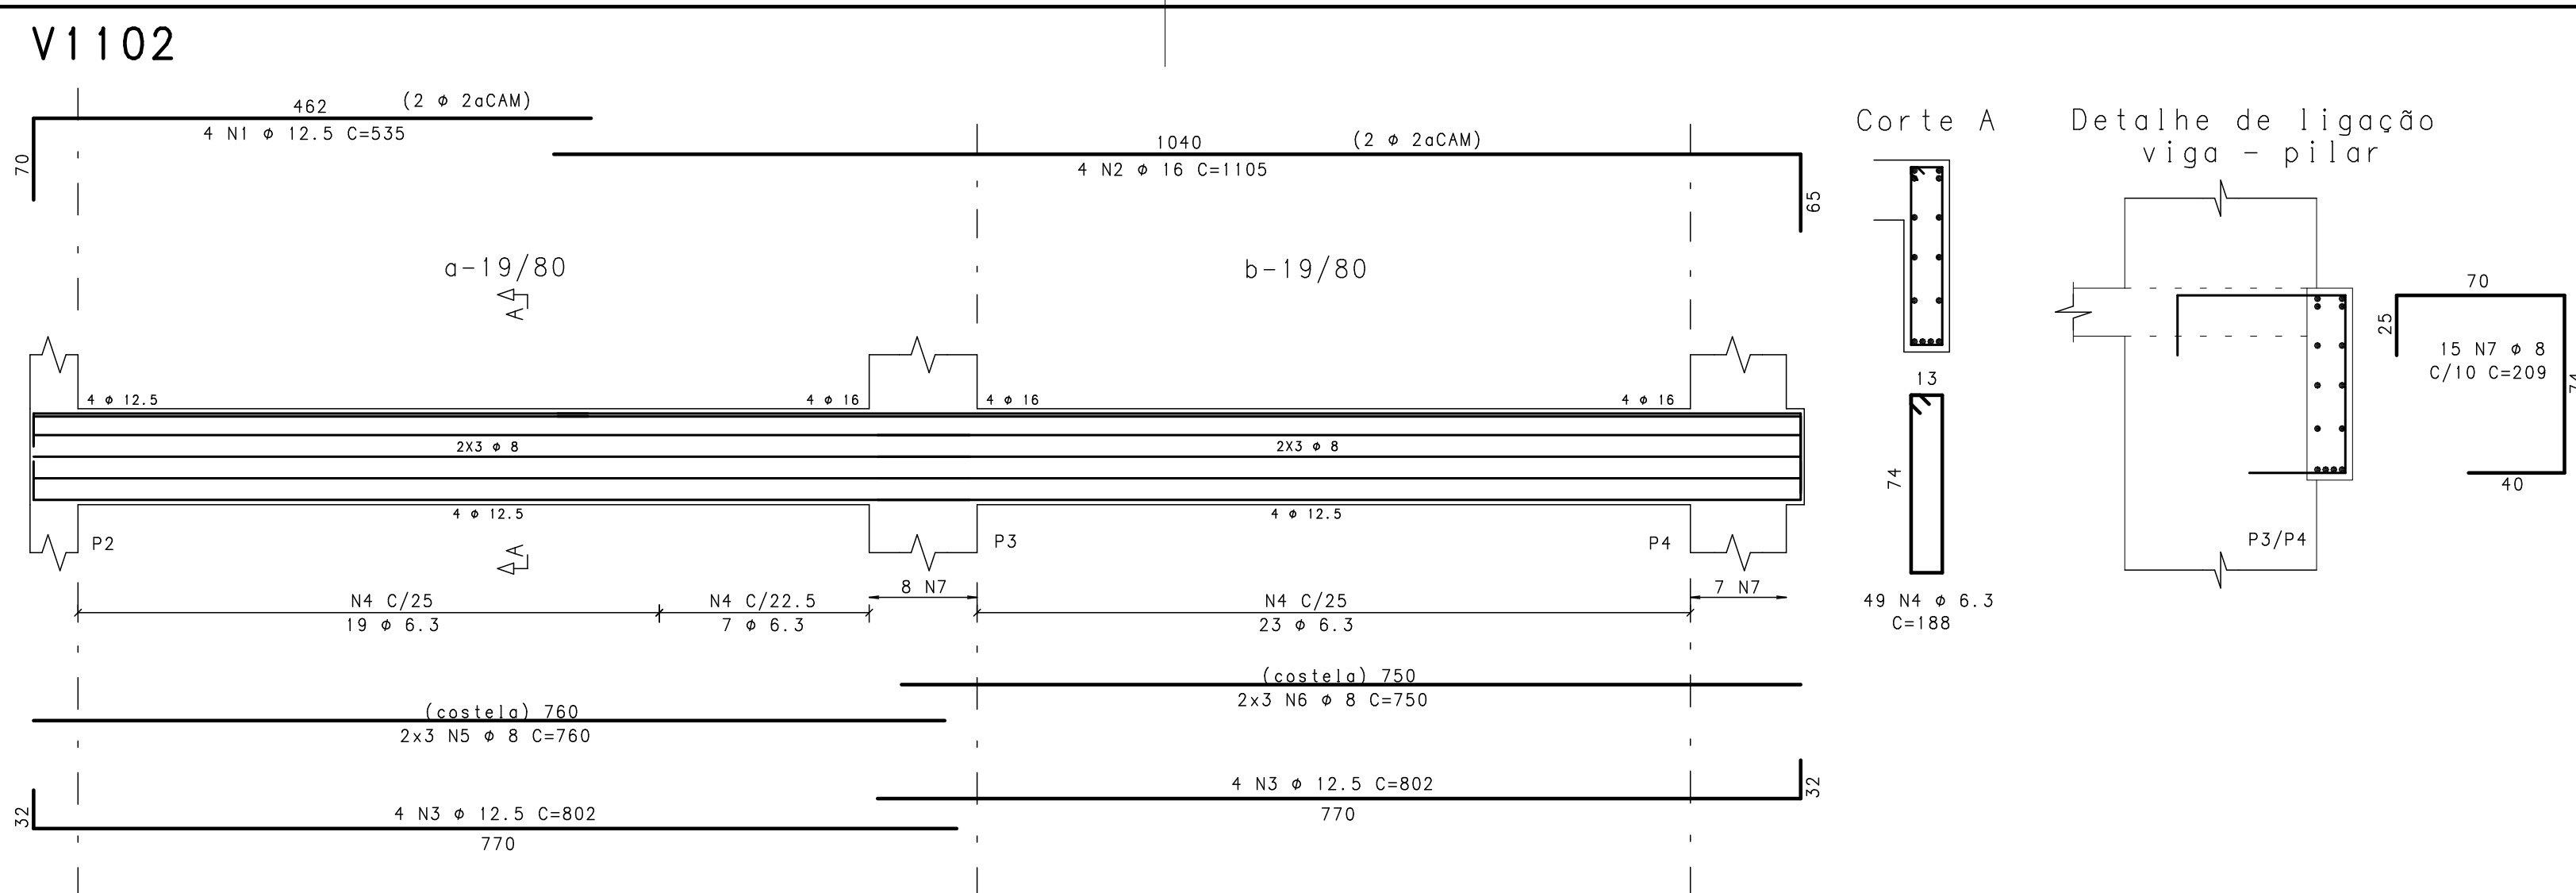 V1102
462 (2 ϕ 2aCAM)
4 N1 ϕ 12.5 C=535
70
1040 (2 ϕ 2aCAM)
4 N2 ϕ 16 C=1105
65
Corte A
Detalhe de ligação
viga - pilar
a-19/80
b-19/80
A
4 ϕ 12.5
4 ϕ 16
4 ϕ 16
4 ϕ 16
2X3 ϕ 8
2X3 ϕ 8
4 ϕ 12.5
4 ϕ 12.5
P2
A
P3
P4
8 N7
7 N7
N4 C/25
19 ϕ 6.3
N4 C/22.5
7 ϕ 6.3
N4 C/25
23 ϕ 6.3
13
74
49 N4 ϕ 6.3
C=188
70
25
15 N7 ϕ 8
C/10 C=209
74
40
P3/P4
(costela) 750
2x3 N6 ϕ 8 C=750
(costela) 760
2x3 N5 ϕ 8 C=760
4 N3 ϕ 12.5 C=802
770
32
32
4 N3 ϕ 12.5 C=802
770